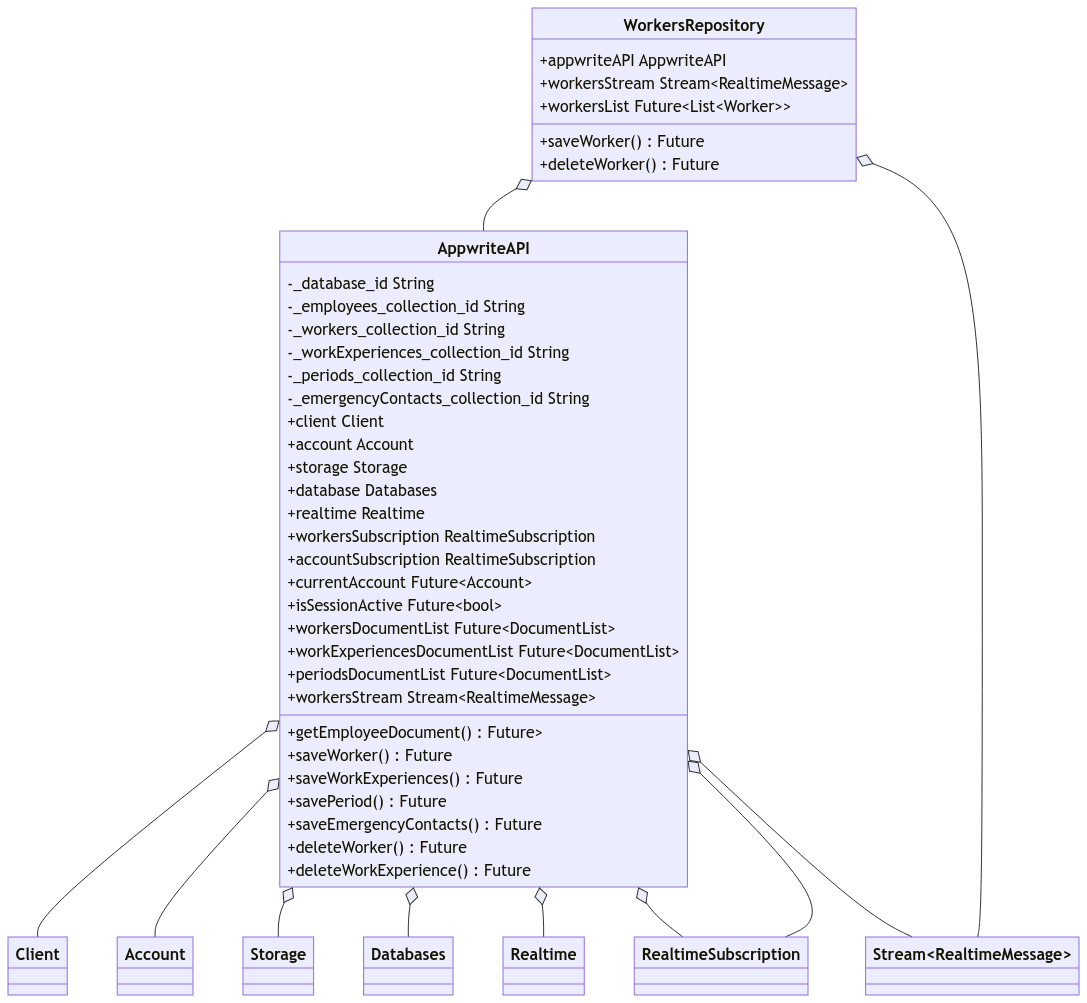 WorkersRepository
+appwriteAPI AppwriteAPI
+workersStream Stream<RealtimeMessage>
+workersList Future<List<Worker>>
+saveWorker() : Future
+deleteWorker() : Future
AppwriteAPI
-_database_id String
-_employees_collection_id String
-_workers_collection_id String
-_workExperiences_collection_id String
-_periods_collection_id String
-_emergencyContacts_collection_id String
+client Client
+account Account
+storage Storage
+database Databases
+realtime Realtime
+workersSubscription RealtimeSubscription
+accountSubscription RealtimeSubscription
+currentAccount Future<Account>
+isSessionActive Future<bool>
+workersDocumentList Future<DocumentList>
+workExperiencesDocumentList Future<DocumentList>
+periodsDocumentList Future<DocumentList>
+workersStream Stream<RealtimeMessage>
+getEmployeeDocument() : Future>
+saveWorker() : Future
+saveWorkExperiences() : Future
+savePeriod() : Future
+saveEmergencyContacts() : Future
+deleteWorker() : Future
+deleteWorkExperience() : Future
Client
Account
Storage
Databases
Realtime
RealtimeSubscription
Stream<RealtimeMessage>